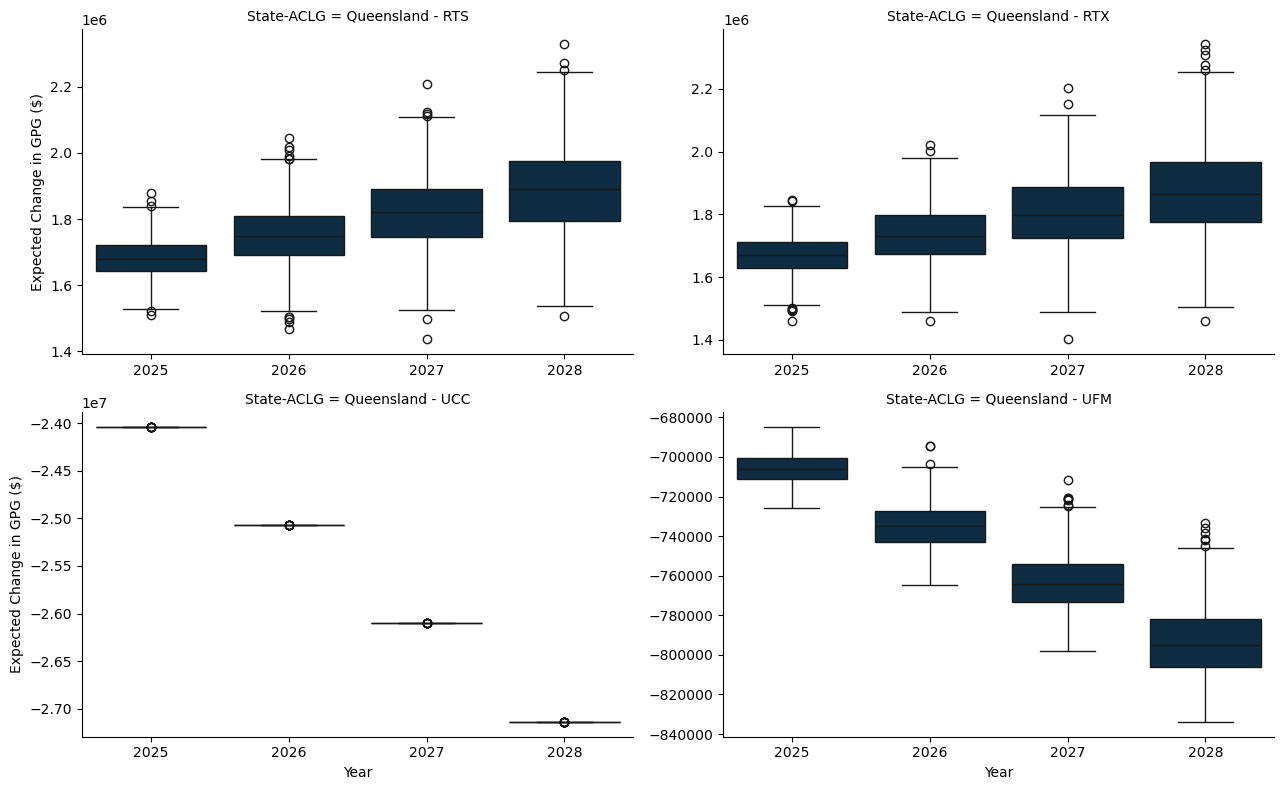 State-ACLG = Queensland - RTS
1e6
Expected Change in GPG ($)
2.2
2.0
1.8
1.6
1.4
2025 2026 2027 2028
State-ACLG = Queensland - RTX
1e6
2.2
2.0
1.8
1.6
1.4
2025 2026 2027 2028
State-ACLG = Queensland - UCC
1e7
Expected Change in GPG ($)
−2.40
−2.45
−2.50
−2.55
−2.60
−2.65
−2.70
2025 2026 2027 2028
Year
State-ACLG = Queensland - UFM
−680000
−700000
−720000
−740000
−760000
−780000
−800000
−820000
−840000
2025 2026 2027 2028
Year